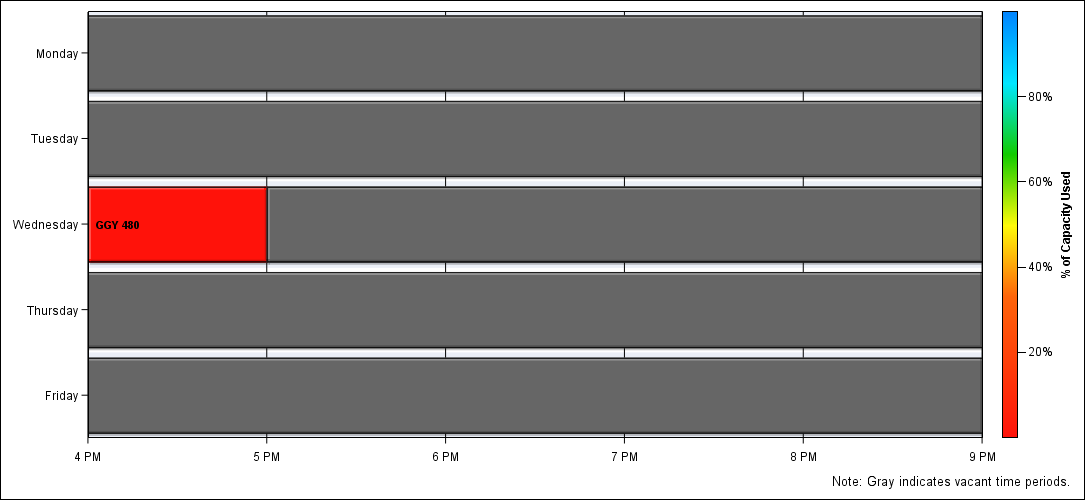 Monday
Tuesday
Wednesday
Thursday
Friday
GGY 480
4 PM
5 PM
6 PM
7 PM
8 PM
9 PM
80%
60%
40%
20%
% of Capacity Used
Note: Gray indicates vacant time periods.